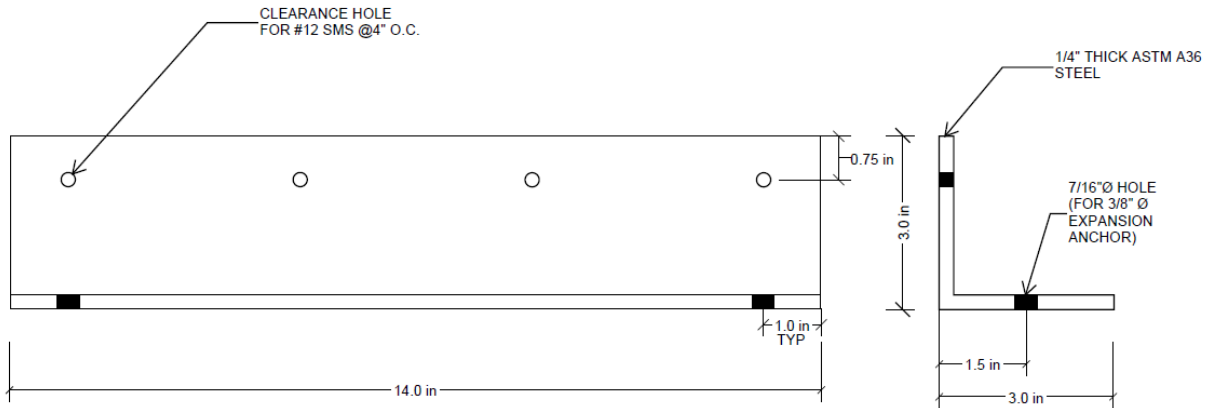 CLEARANCE HOLE
FOR #12 SMS @4" O.C.
1/4" THICK ASTM A36
STEEL
0.75 in
7/16"Ø HOLE
(FOR 3/8" Ø
EXPANSION
ANCHOR)
3.0 in
1.0 in
TYP
1.5 in
14.0 in
3.0 in